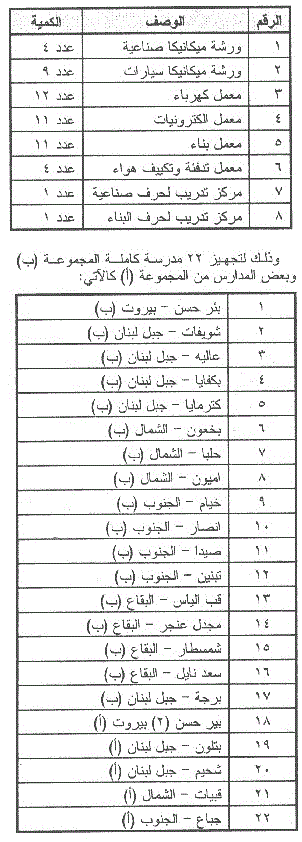 الرقم الوصف الكمية
١ ورشة ميكانيكا صناعية عدد ٤
٢ ورشة ميكانيكا سيارات عدد ٩
٣ معمل كهرباء عدد ١٢
٤ معمل الكترونيات عدد ١١
٥ معمل بناء عدد ١١
٦ معمل تدفئة وتكييف هواء عدد ٤
٧ مركز تدريب لحرف صناعية عدد ١
٨ مركز تدريب لحرف البناء عدد ١
وذلك لتجهيز ٢٢ مدرسة كاملة المجموعة (ب)
وبعض المدارس من المجموعة (أ) كالآتي:
١ بئر حسن - بيروت (ب)
٢ شويفات - جبل لبنان (ب)
٣ عاليه - جبل لبنان (ب)
٤ بكفايا - جبل لبنان (ب)
٥ كترمايا - جبل لبنان (ب)
٦ بخعون - الشمال (ب)
٧ حلبا - الشمال (ب)
٨ اميون - الشمال (ب)
٩ خيام - الجنوب (ب)
١٠ انصار - الجنوب (ب)
١١ صيدا - الجنوب (ب)
١٢ تبنين - الجنوب (ب)
١٣ قب الياس - البقاع (ب)
١٤ مجدل عنجر - البقاع (ب)
١٥ شمسطار - البقاع (ب)
١٦ سعد نايل - البقاع (ب)
١٧ برجة - جبل لبنان (ب)
١٨ بير حسن (٢) بيروت (أ)
١٩ بتلون - جبل لبنان (أ)
٢٠ شحيم - جبل لبنان (أ)
٢١ قبيات - الشمال (أ)
٢٢ جباع - الجنوب (أ)